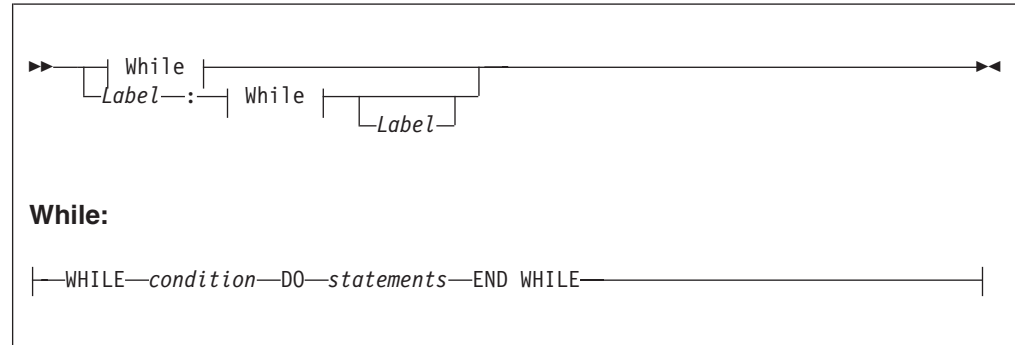 While
Label : While
Label
While:
WHILE condition DO statements END WHILE